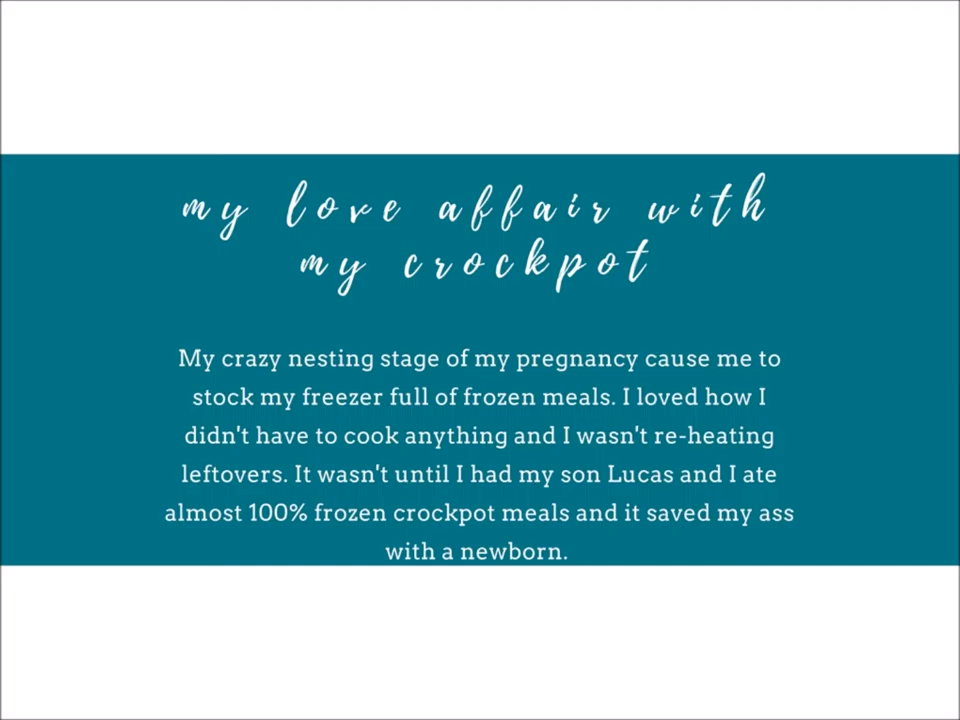 my love affair with
my crockpot
My crazy nesting stage of my pregnancy cause me to
stock my freezer full of frozen meals. I loved how I
didn't have to cook anything and I wasn't re-heating
leftovers. It wasn't until I had my son Lucas and I ate
almost 100% frozen crockpot meals and it saved my ass
with a newborn.